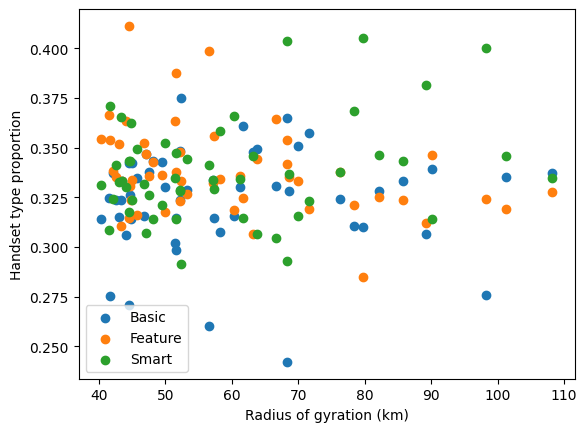 0.400
0.375
0.350
0.325
0.300
0.275
0.250
Handset type proportion
Basic
Feature
Smart
40 50 60 70 80 90 100 110
Radius of gyration (km)